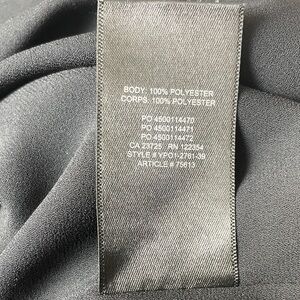 BODY: 100% POLYESTER
CORPS: 100% POLYESTER
PO 4500114470
PO 4500114471
PO 4500114472
CA 23725 RN 122354
STYLE # YPO1-2761-39
ARTICLE # 75613